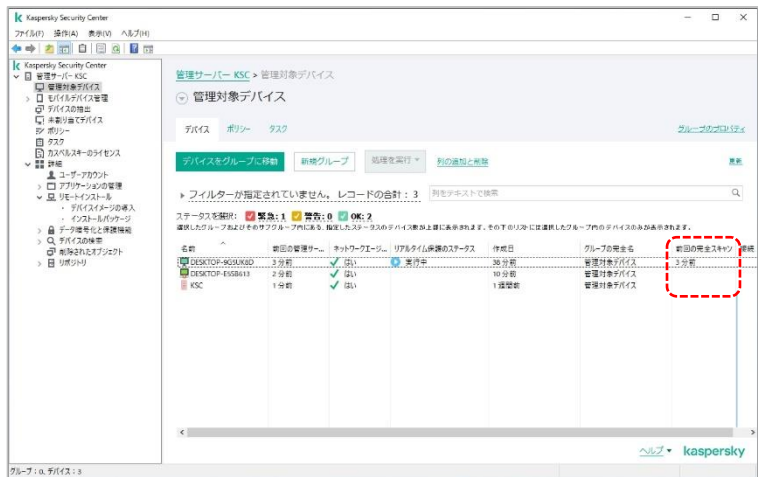 Kaspersky Security Center
ファイル(F) 操作(A) 表示(V) ヘルプ(H)
Kaspersky Security Center
管理サーバー KSC
管理対象デバイス
モバイルデバイス管理
デバイスの抽出
未割り当てデバイス
ポリシー
タスク
カスペルスキーのライセンス
詳細
ユーザーアカウント
アプリケーションの管理
リモートインストール
デバイスイメージの導入
インストールパッケージ
データ暗号化と保護機能
デバイスの検索
削除されたオブジェクト
リポジトリ
管理サーバー KSC > 管理対象デバイス
管理対象デバイス
デバイス ポリシー タスク グループのプロパティ
デバイスをグループに移動 新規グループ 処理を実行 列の追加と削除 更新
フィルターが指定されていません。 レコードの合計: 3 列をテキストで検索
ステータスを選択: 緊急: 1 警告: 0 OK: 2
選択したグループおよびそのサブグループ内にある、指定したステータスのデバイス数が上部に表示されます。その下のリストには選択したグループ内のデバイスのみが表示されます。
名前 前回の管理サー... ネットワークエージ... リアルタイム保護のステータス 作成日 グループの完全名 前回の完全スキャン 接続
DESKTOP-9G5UK8D 3 分前 はい 実行中 38 分前 管理対象デバイス 3 分前
DESKTOP-ESSB613 2 分前 はい 10 分前 管理対象デバイス
KSC 1 分前 はい 1 週間前 管理対象デバイス
ヘルプ kaspersky
グループ: 0, デバイス: 3